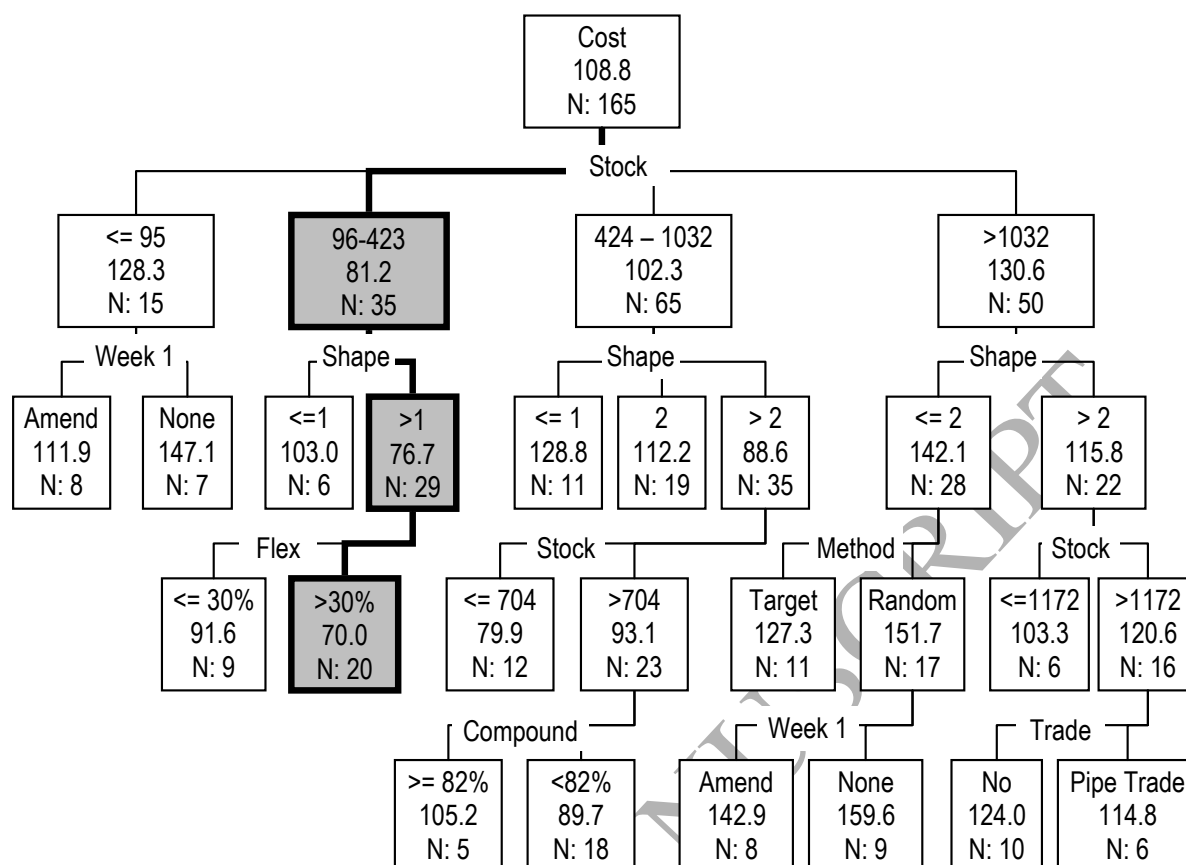 Cost
108.8
N: 165
Stock
<= 95
128.3
N: 15
96-423
81.2
N: 35
424 – 1032
102.3
N: 65
>1032
130.6
N: 50
Week 1
Shape
Shape
Shape
Amend
111.9
N: 8
None
147.1
N: 7
<=1
103.0
N: 6
>1
76.7
N: 29
<= 1
128.8
N: 11
2
112.2
N: 19
> 2
88.6
N: 35
<= 2
142.1
N: 28
> 2
115.8
N: 22
Flex
Stock
Method
Stock
<= 30%
91.6
N: 9
>30%
70.0
N: 20
<= 704
79.9
N: 12
>704
93.1
N: 23
Target
127.3
N: 11
Random
151.7
N: 17
<=1172
103.3
N: 6
>1172
120.6
N: 16
Compound
Week 1
Trade
>= 82%
105.2
N: 5
<82%
89.7
N: 18
Amend
142.9
N: 8
None
159.6
N: 9
No
124.0
N: 10
Pipe Trade
114.8
N: 6